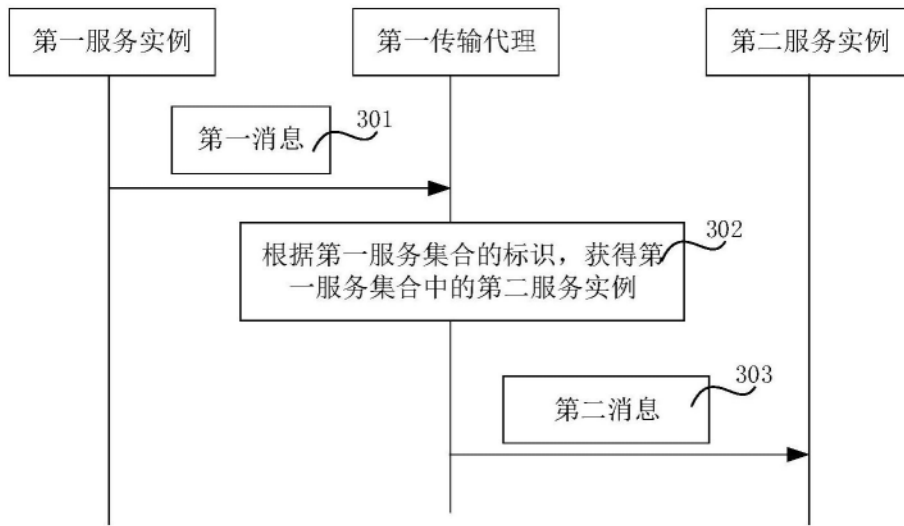 第一服务实例
第一传输代理
第二服务实例
第一消息
301
根据第一服务集合的标识，获得第
一服务集合中的第二服务实例
302
第二消息
303